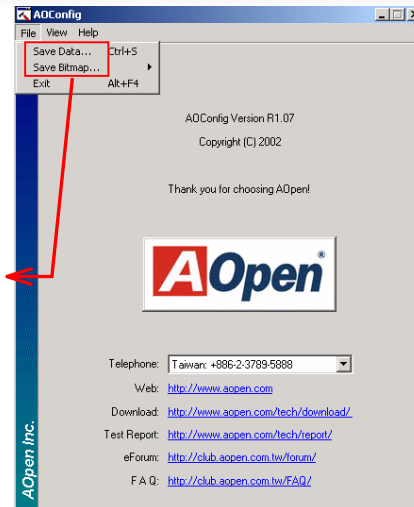 AOConfig
File View Help
Save Data... Ctrl+S
Save Bitmap...
Exit Alt+F4
AOConfig Version R1.07
Copyright (C) 2002
Thank you for choosing AOpen!
AOpen®
Telephone: Taiwan: +886-2-3789-5888
Web: http://www.aopen.com
Download: http://www.aopen.com/tech/download/
Test Report: http://www.aopen.com/tech/report/
eForum: http://club.aopen.com.tw/forum/
F A Q: http://club.aopen.com.tw/FAQ/
AOpen Inc.